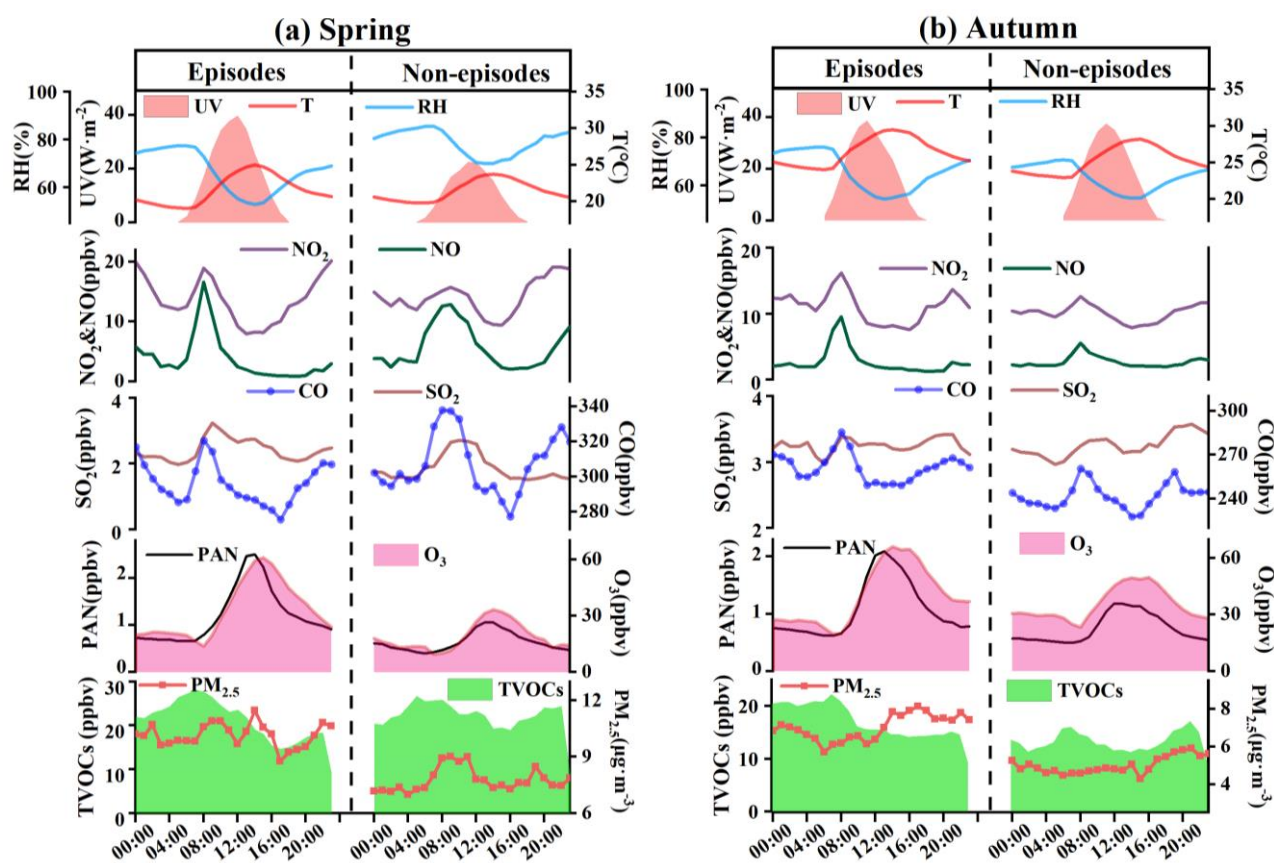 (a) Spring
(b) Autumn
Episodes
Non-episodes
Episodes
Non-episodes
100
80
60
RH(%)
40
20
0
UV(W·m-2)
UV
T
RH
35
30
25
20
T(°C)
100
80
60
RH(%)
40
20
0
UV(W·m-2)
UV
T
RH
35
30
25
20
T(°C)
20
10
0
NO2&NO(ppbv)
NO2
NO
20
10
0
NO2&NO(ppbv)
NO2
NO
4
2
0
SO2(ppbv)
CO
SO2
340
320
300
280
CO(ppbv)
4
3
2
SO2(ppbv)
CO
SO2
300
270
240
CO(ppbv)
2
1
0
PAN(ppbv)
PAN
O3
60
30
0
O3(ppbv)
2
1
0
PAN(ppbv)
PAN
O3
60
30
0
O3(ppbv)
30
20
10
0
TVOCs (ppbv)
PM2.5
TVOCs
12
9
6
PM2.5(μg·m-3)
30
20
10
0
TVOCs (ppbv)
PM2.5
TVOCs
8
6
4
PM2.5(μg·m-3)
00:00
04:00
08:00
12:00
16:00
20:00
00:00
04:00
08:00
12:00
16:00
20:00
00:00
04:00
08:00
12:00
16:00
20:00
00:00
04:00
08:00
12:00
16:00
20:00